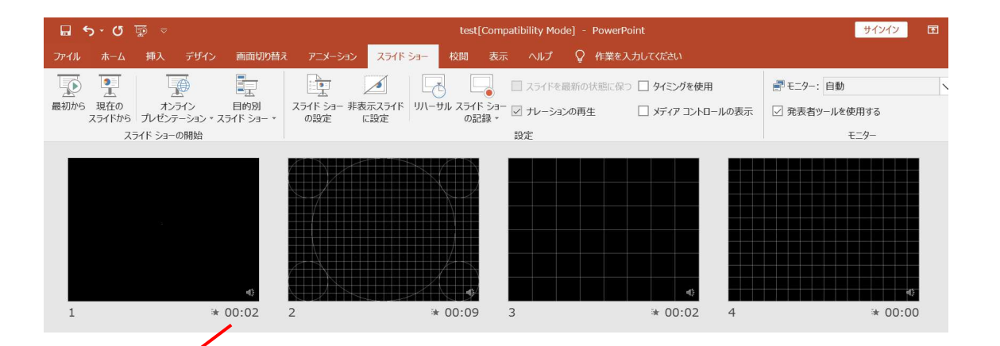 test[Compatibility Mode] - PowerPoint サインイン
ファイル ホーム 挿入 デザイン 画面切り替え アニメーション スライド ショー 校閲 表示 ヘルプ 作業を入力してください
最初から 現在の スライドから オンライン プレゼンテーション 目的別 スライド ショー スライド ショー の設定 非表示スライド に設定 リハーサル スライド ショー の記録
スライドを最新の状態に保つ タイミングを使用 モニター: 自動
ナレーションの再生 メディア コントロールの表示 発表者ツールを使用する
スライド ショーの開始 設定 モニター
1 00:02 2 00:09 3 00:02 4 00:00